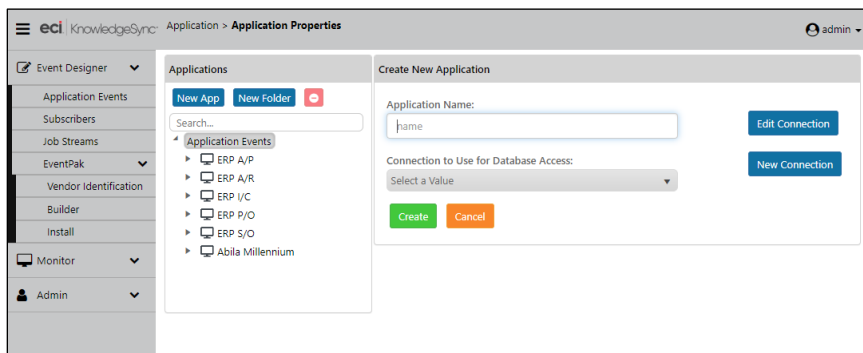 eci KnowledgeSync
Application > Application Properties
admin
Event Designer
Application Events
Subscribers
Job Streams
EventPak
Vendor Identification
Builder
Install
Monitor
Admin
Applications
New App New Folder
Search...
Application Events
ERP A/P
ERP A/R
ERP I/C
ERP P/O
ERP S/O
Abila Millennium
Create New Application
Application Name:
name
Edit Connection
Connection to Use for Database Access:
New Connection
Select a Value
Create Cancel